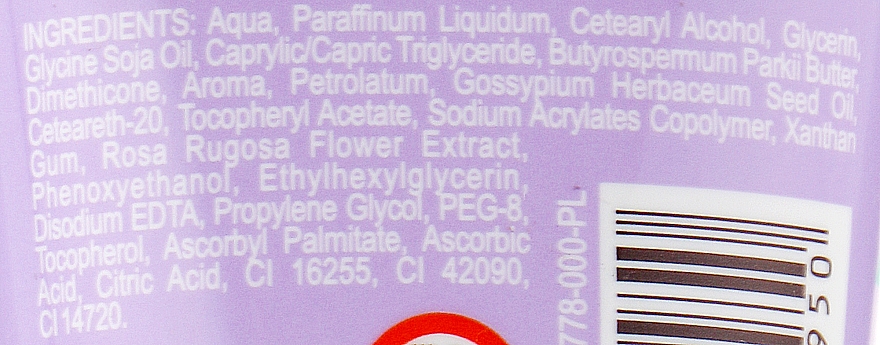 INGREDIENTS: Aqua, Paraffinum Liquidum, Cetearyl Alcohol, Glycerin,
Glycine Soja Oil, Caprylic/Capric Triglyceride, Butyrospermum Parkii Butter,
Dimethicone, Aroma, Petrolatum, Gossypium Herbaceum Seed Oil,
Ceteareth-20, Tocopheryl Acetate, Sodium Acrylates Copolymer, Xanthan
Gum, Rosa Rugosa Flower Extract,
Phenoxyethanol, Ethylhexylglycerin,
Disodium EDTA, Propylene Glycol, PEG-8,
Tocopherol, Ascorbyl Palmitate, Ascorbic
Acid, Citric Acid, CI 16255, CI 42090,
CI 14720.
778-000-PL
950